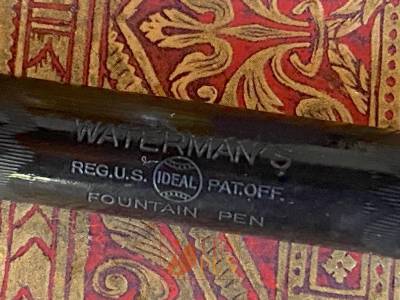 WATERMAN'S
REG.U.S. IDEAL PAT.OFF.
FOUNTAIN PEN